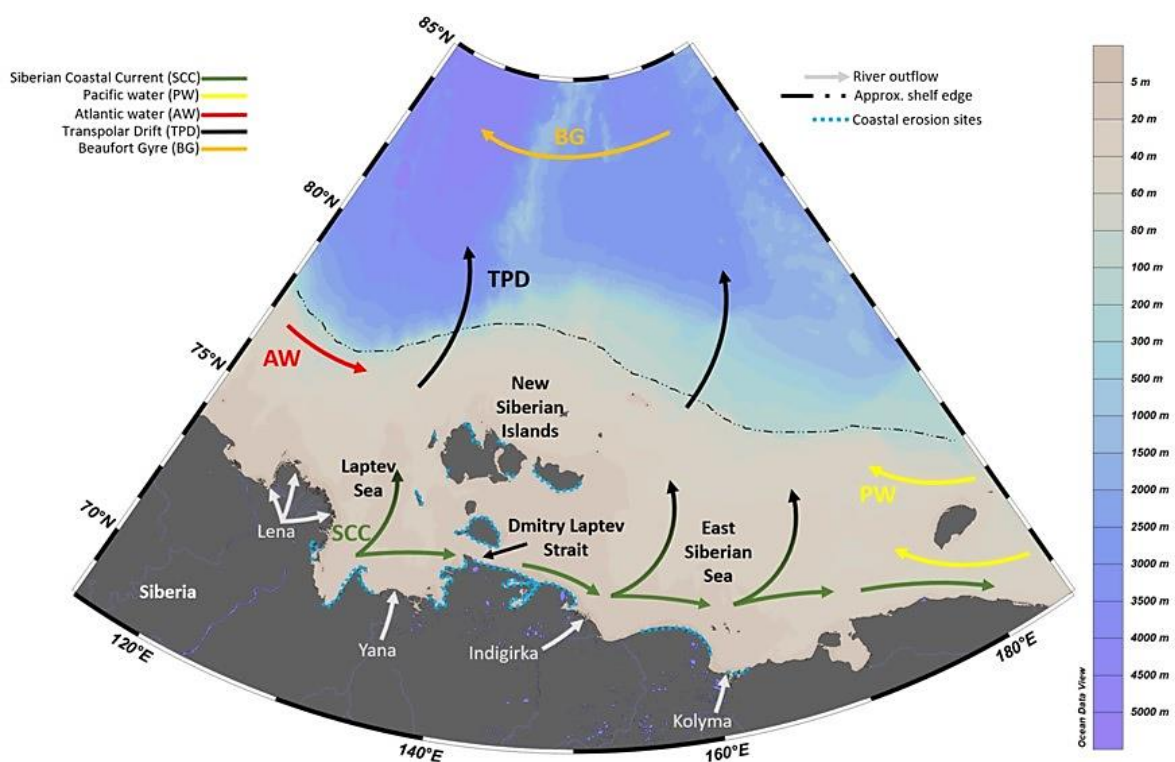 Siberian Coastal Current (SCC)
Pacific water (PW)
Atlantic water (AW)
Transpolar Drift (TPD)
Beaufort Gyre (BG)
River outflow
Approx. shelf edge
Coastal erosion sites
85°N
80°N
75°N
70°N
BG
TPD
AW
New
Siberian
Islands
Laptev
Sea
PW
SCC
Dmitry Laptev
Strait
East
Siberian
Sea
Lena
Siberia
Yana
Indigirka
Kolyma
120°E
140°E
160°E
180°E
5 m
20 m
40 m
60 m
80 m
100 m
200 m
300 m
500 m
1000 m
1500 m
2000 m
2500 m
3000 m
3500 m
4000 m
4500 m
5000 m
Ocean Data View